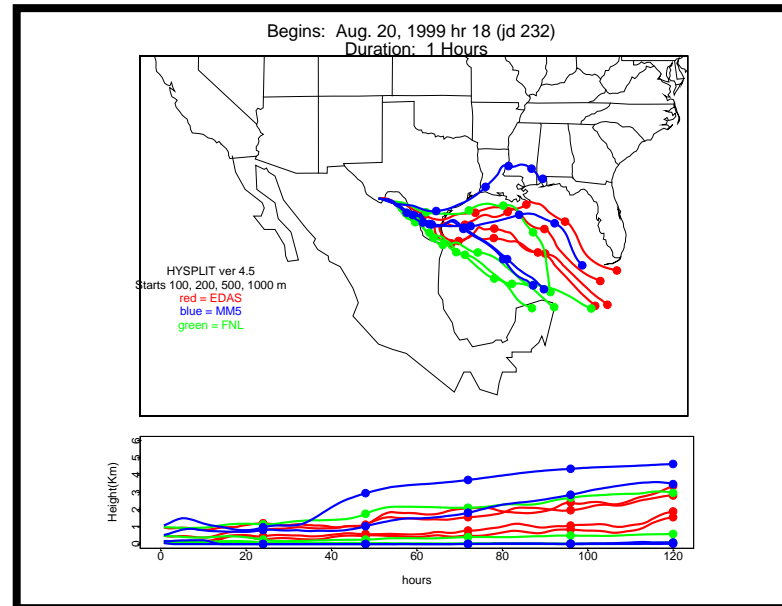 Begins: Aug. 20, 1999 hr 18 (jd 232)
Duration: 1 Hours
HYSPLIT ver 4.5
Starts 100, 200, 500, 1000 m
red = EDAS
blue = MM5
green = FNL
Height(Km)
6
5
4
3
2
1
0
0 20 40 60 80 100 120
hours